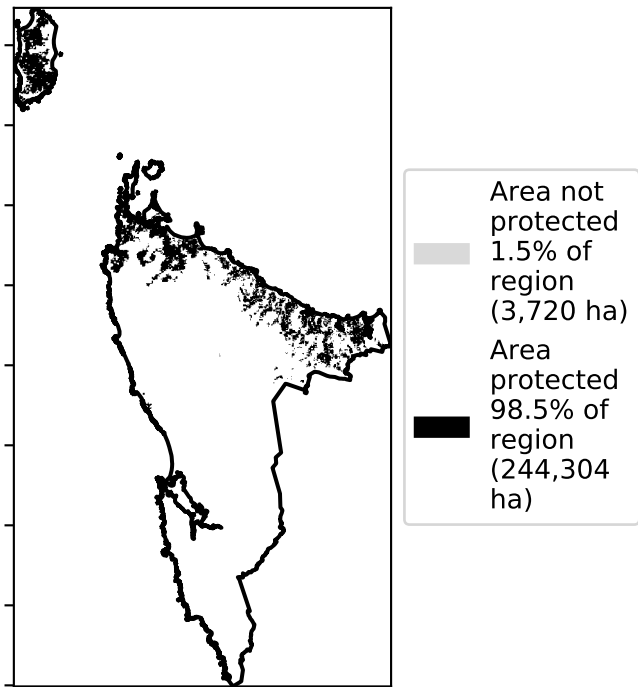 Area not
protected
1.5% of
region
(3,720 ha)
Area
protected
98.5% of
region
(244,304
ha)